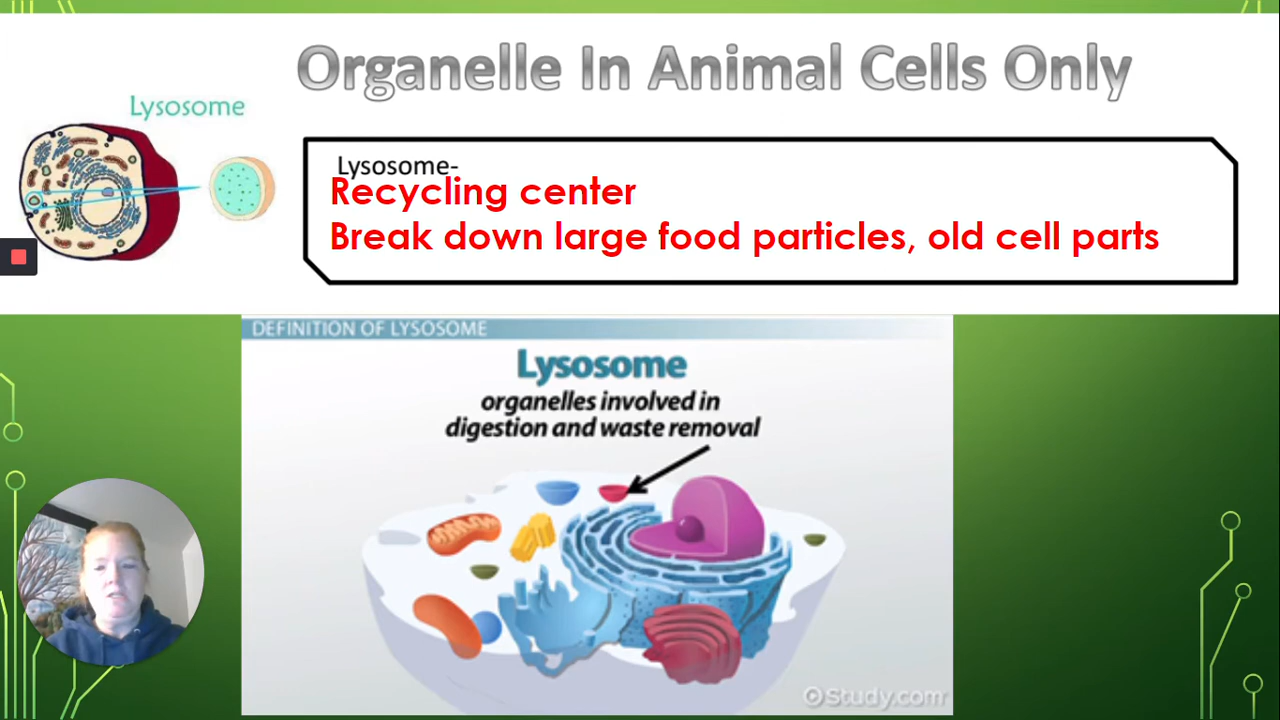 Organelle In Animal Cells Only
Lysosome
Lysosome-
Recycling center
Break down large food particles, old cell parts
DEFINITION OF LYSOSOME
Lysosome
organelles involved in
digestion and waste removal
Study.com